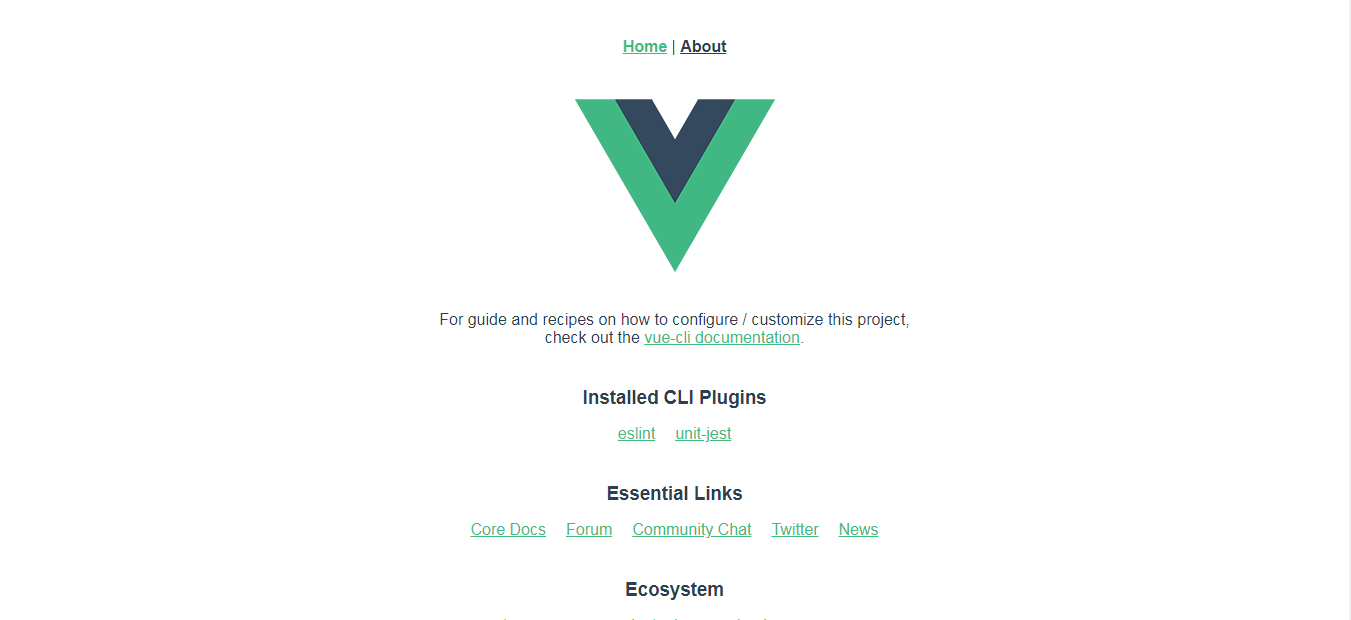 Home | About
For guide and recipes on how to configure / customize this project,
check out the vue-cli documentation.
Installed CLI Plugins
eslint unit-jest
Essential Links
Core Docs Forum Community Chat Twitter News
Ecosystem